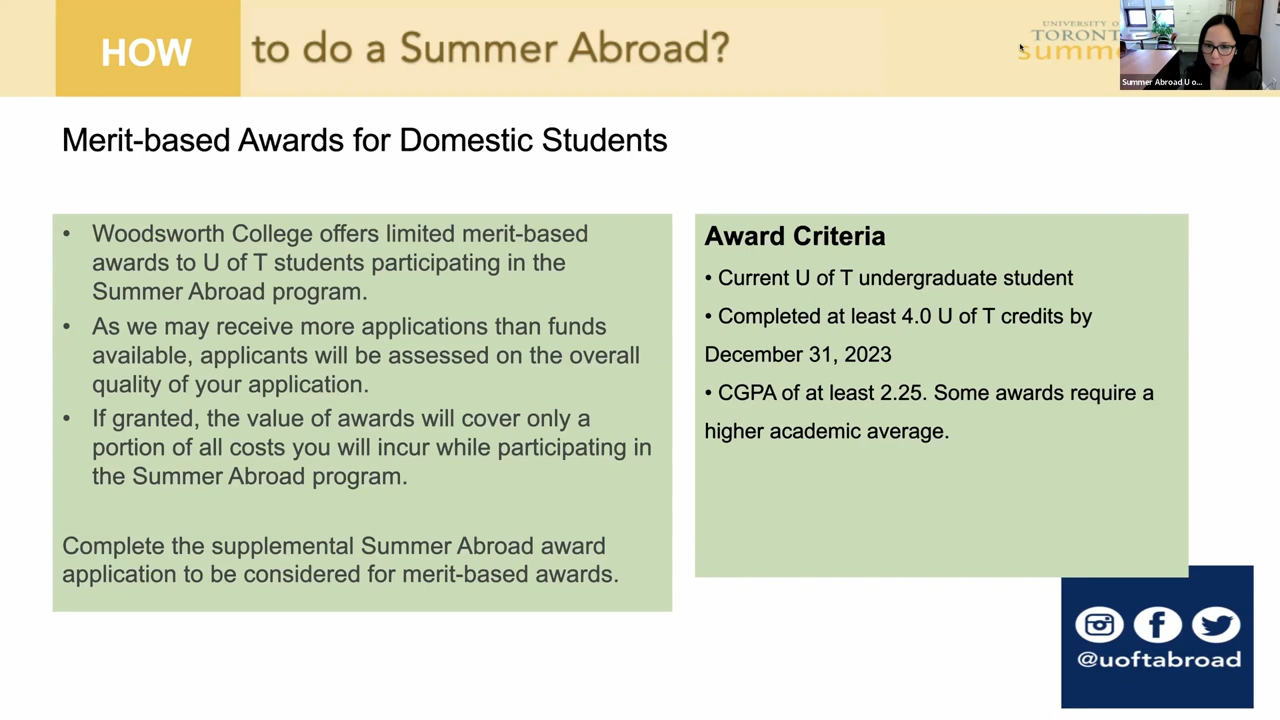 HOW to do a Summer Abroad?
UNIVERSITY O
TORONT
summe
Summer Abroad U o...
Merit-based Awards for Domestic Students
• Woodsworth College offers limited merit-based
awards to U of T students participating in the
Summer Abroad program.
• As we may receive more applications than funds
available, applicants will be assessed on the overall
quality of your application.
• If granted, the value of awards will cover only a
portion of all costs you will incur while participating in
the Summer Abroad program.
Complete the supplemental Summer Abroad award
application to be considered for merit-based awards.
Award Criteria
• Current U of T undergraduate student
• Completed at least 4.0 U of T credits by
December 31, 2023
• CGPA of at least 2.25. Some awards require a
higher academic average.
@uoftabroad